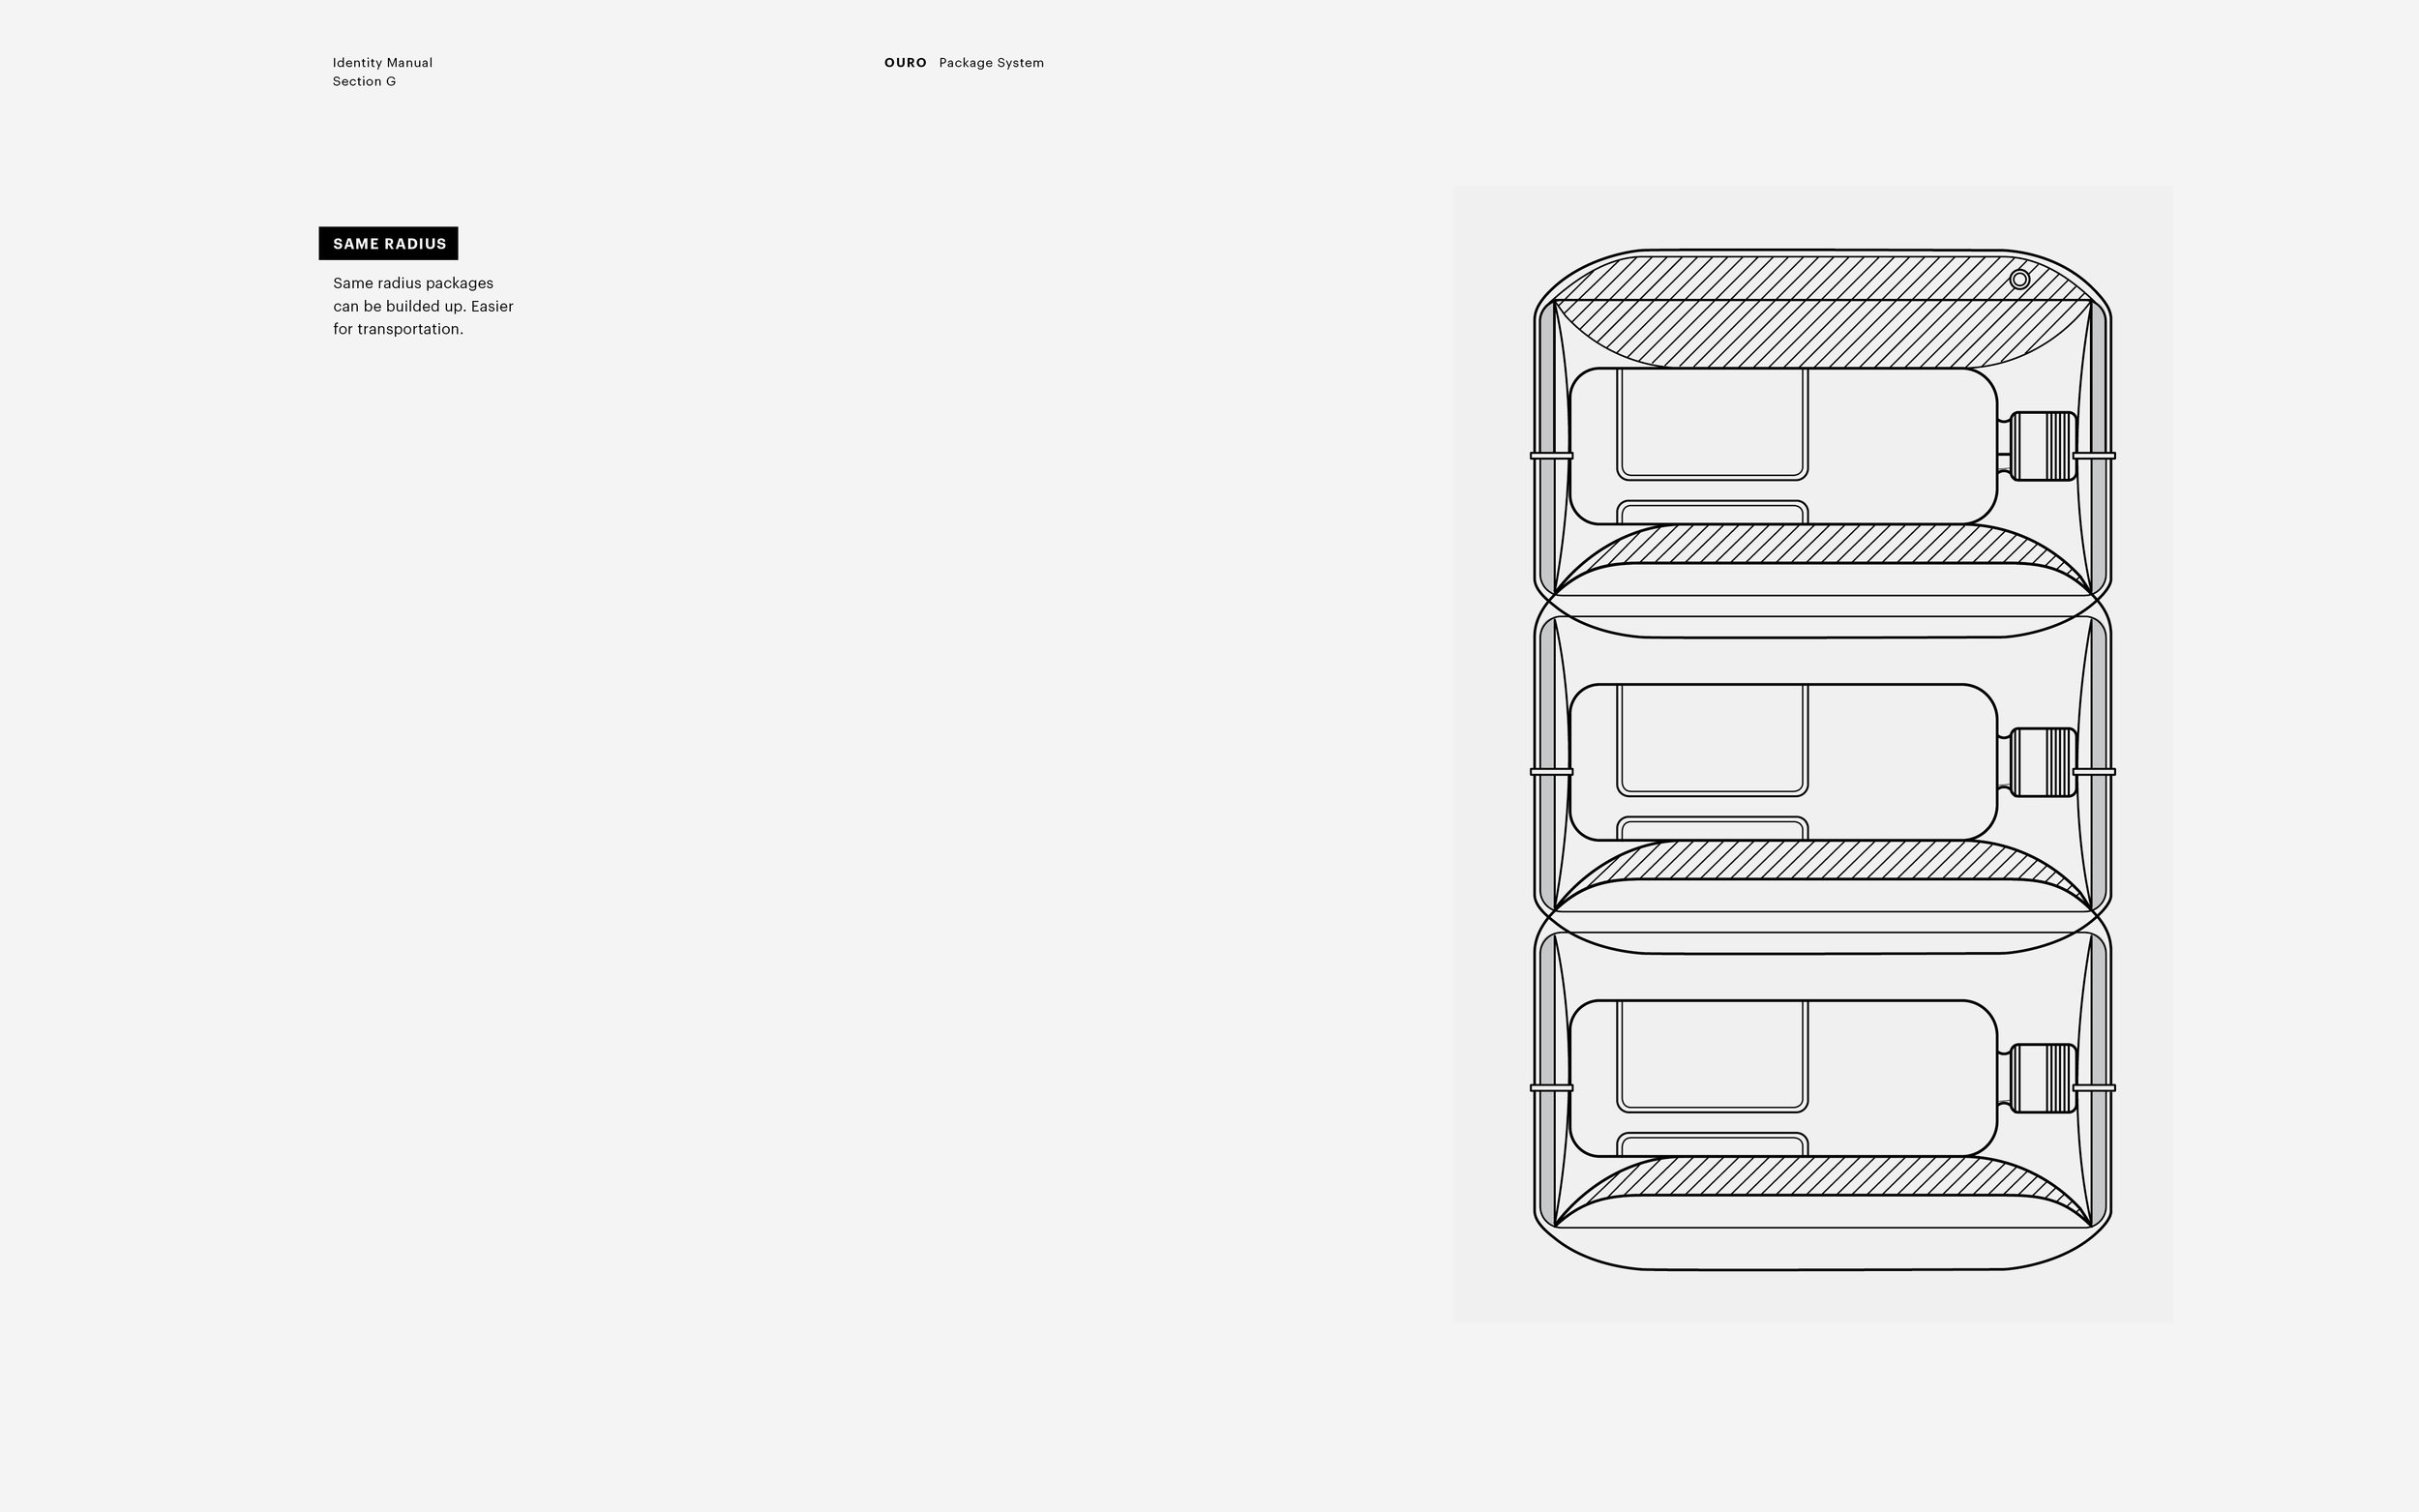 Identity Manual
Section G
OURO Package System
SAME RADIUS
Same radius packages
can be builded up. Easier
for transportation.